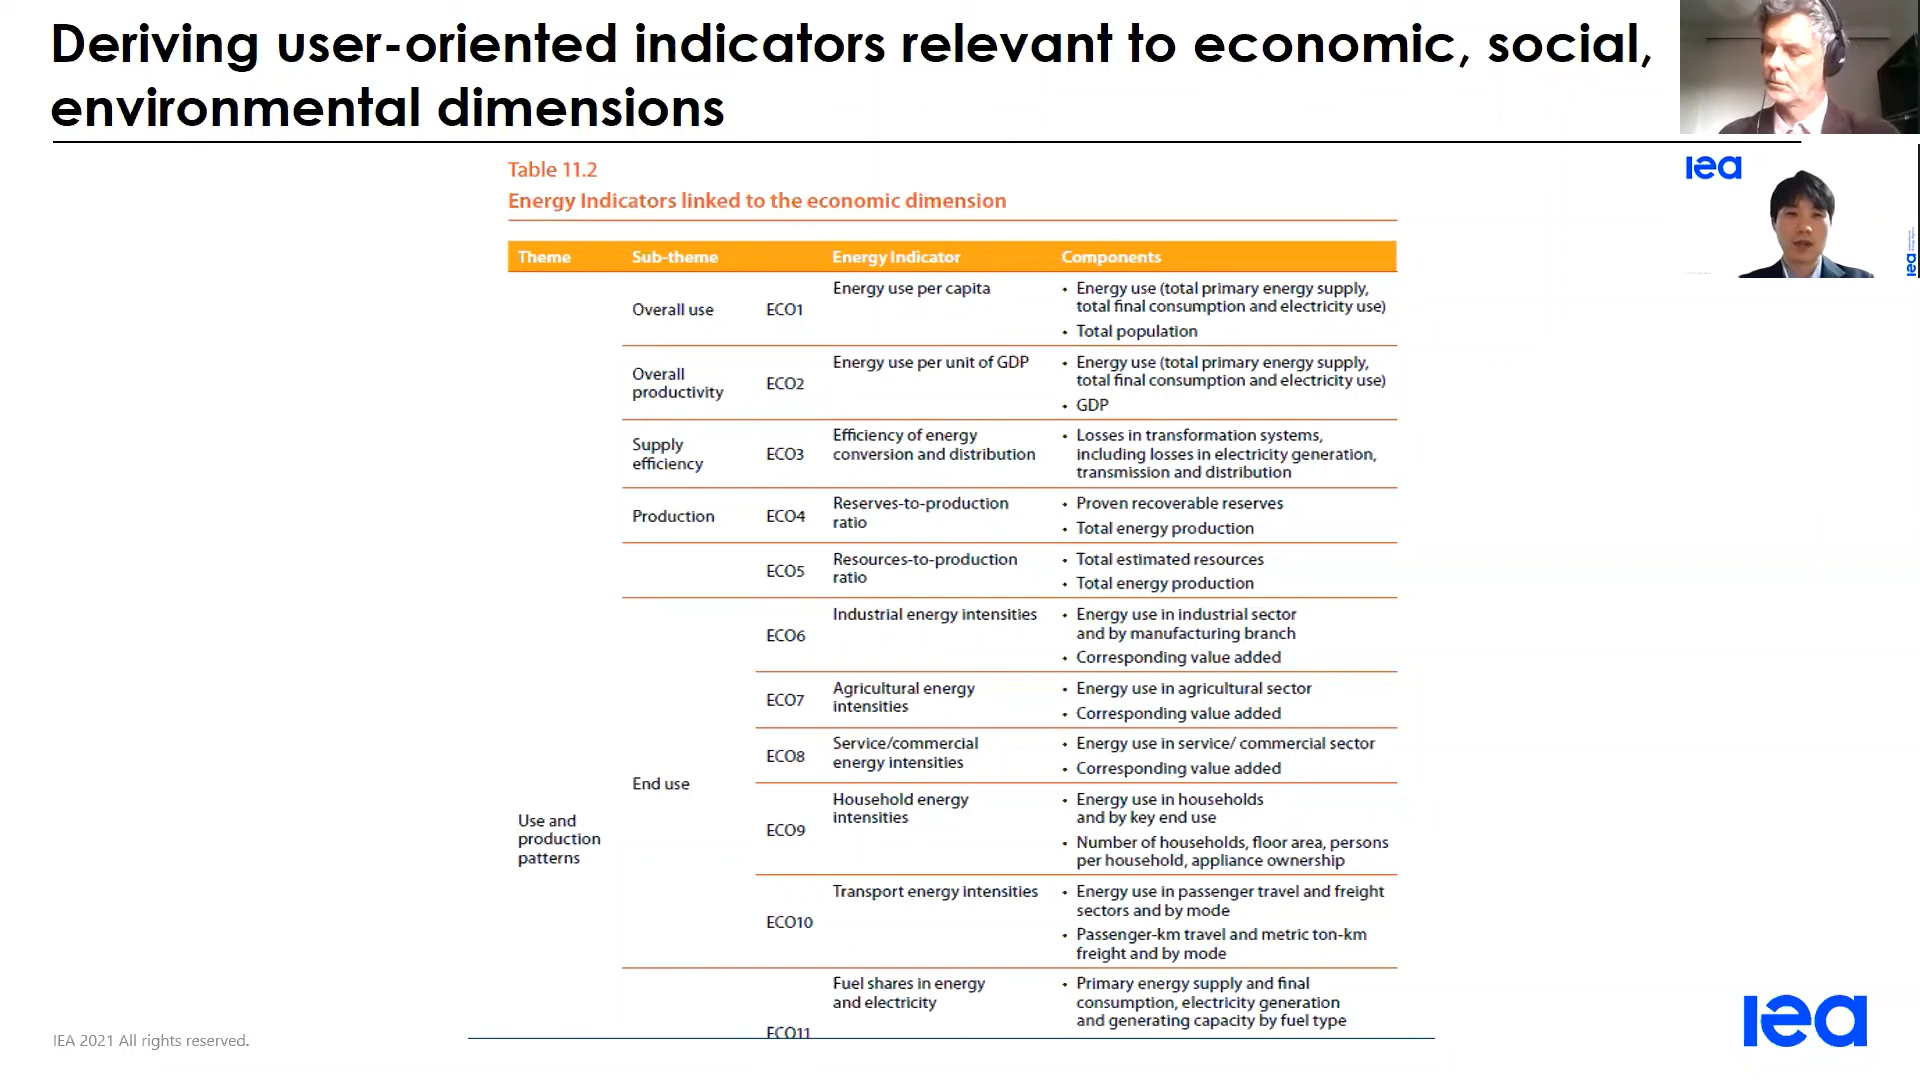 Deriving user-oriented indicators relevant to economic, social,
environmental dimensions
iea
Table 11.2
Energy Indicators linked to the economic dimension
Theme Sub-theme Energy Indicator Components
Overall use ECO1 Energy use per capita
• Energy use (total primary energy supply,
total final consumption and electricity use)
• Total population
Overall
productivity
ECO2
Energy use per unit of GDP
• Energy use (total primary energy supply,
total final consumption and electricity use)
• GDP
Supply
efficiency
ECO3
Efficiency of energy
conversion and distribution
• Losses in transformation systems,
including losses in electricity generation,
transmission and distribution
Production
ECO4
Reserves-to-production
ratio
• Proven recoverable reserves
• Total energy production
ECO5
Resources-to-production
ratio
• Total estimated resources
• Total energy production
Use and
production
patterns
End use
ECO6
Industrial energy intensities
• Energy use in industrial sector
and by manufacturing branch
• Corresponding value added
ECO7
Agricultural energy
intensities
• Energy use in agricultural sector
• Corresponding value added
ECO8
Service/commercial
energy intensities
• Energy use in service/ commercial sector
• Corresponding value added
ECO9
Household energy
intensities
• Energy use in households
and by key end use
• Number of households, floor area, persons
per household, appliance ownership
ECO10
Transport energy intensities
• Energy use in passenger travel and freight
sectors and by mode
• Passenger-km travel and metric ton-km
freight and by mode
ECO11
Fuel shares in energy
and electricity
• Primary energy supply and final
consumption, electricity generation
and generating capacity by fuel type
IEA 2021 All rights reserved.
iea
iea